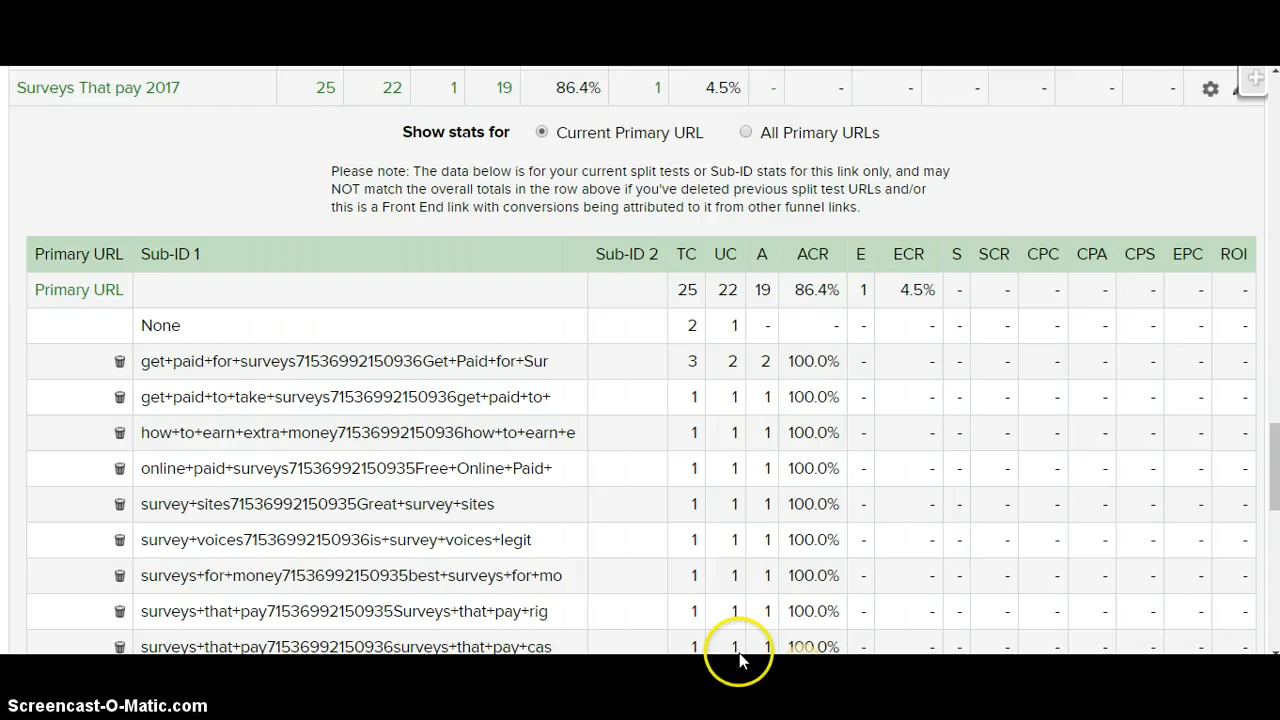 Surveys That pay 2017 25 22 1 19 86.4% 1 4.5% - - - - - - -
Show stats for Current Primary URL All Primary URLs
Please note: The data below is for your current split tests or Sub-ID stats for this link only, and may
NOT match the overall totals in the row above if you've deleted previous split test URLs and/or
this is a Front End link with conversions being attributed to it from other funnel links.
Primary URL Sub-ID 1 Sub-ID 2 TC UC A ACR E ECR S SCR CPC CPA CPS EPC ROI
Primary URL 25 22 19 86.4% 1 4.5% - - - - - - -
None 2 1 - - - - - - - - - - -
get+paid+for+surveys71536992150936Get+Paid+for+Sur 3 2 2 100.0% - - - - - - - - -
get+paid+to+take+surveys71536992150936get+paid+to+ 1 1 1 100.0% - - - - - - - - -
how+to+earn+extra+money71536992150936how+to+earn+e 1 1 1 100.0% - - - - - - - - -
online+paid+surveys71536992150935Free+Online+Paid+ 1 1 1 100.0% - - - - - - - - -
survey+sites71536992150935Great+survey+sites 1 1 1 100.0% - - - - - - - - -
survey+voices71536992150936is+survey+voices+legit 1 1 1 100.0% - - - - - - - - -
surveys+for+money71536992150935best+surveys+for+mo 1 1 1 100.0% - - - - - - - - -
surveys+that+pay71536992150935Surveys+that+pay+rig 1 1 1 100.0% - - - - - - - - -
surveys+that+pay71536992150936surveys+that+pay+cas 1 1 1 100.0% - - - - - - - - -
Screencast-O-Matic.com